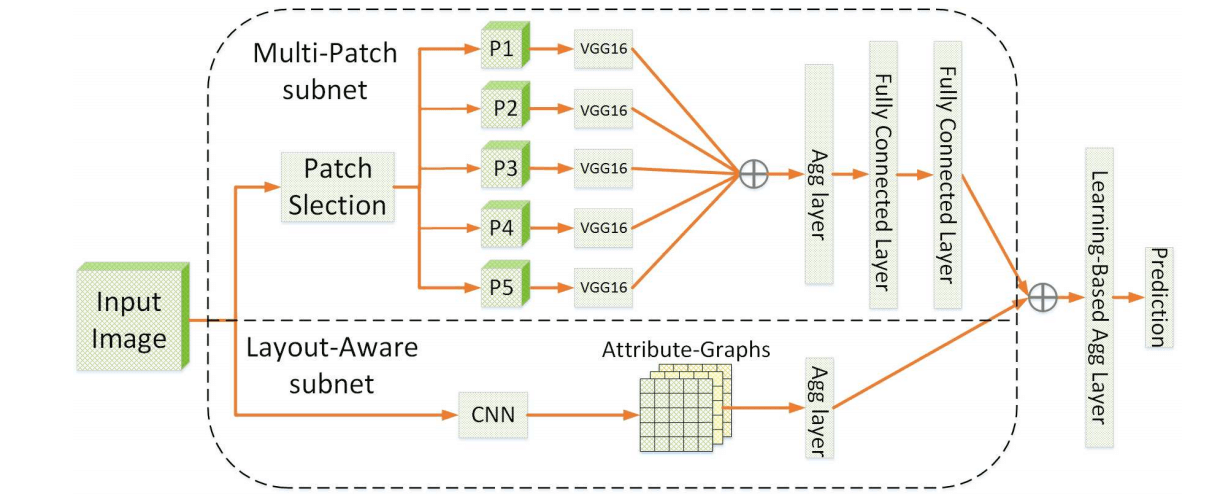 Multi-Patch
subnet
P1
VGG16
P2
VGG16
P3
VGG16
P4
VGG16
P5
VGG16
Patch
Slection
Agg layer
Fully Connected Layer
Fully Connected Layer
Input
Image
Layout-Aware
subnet
CNN
Attribute-Graphs
Agg layer
Learning-Based Agg Layer
Prediction